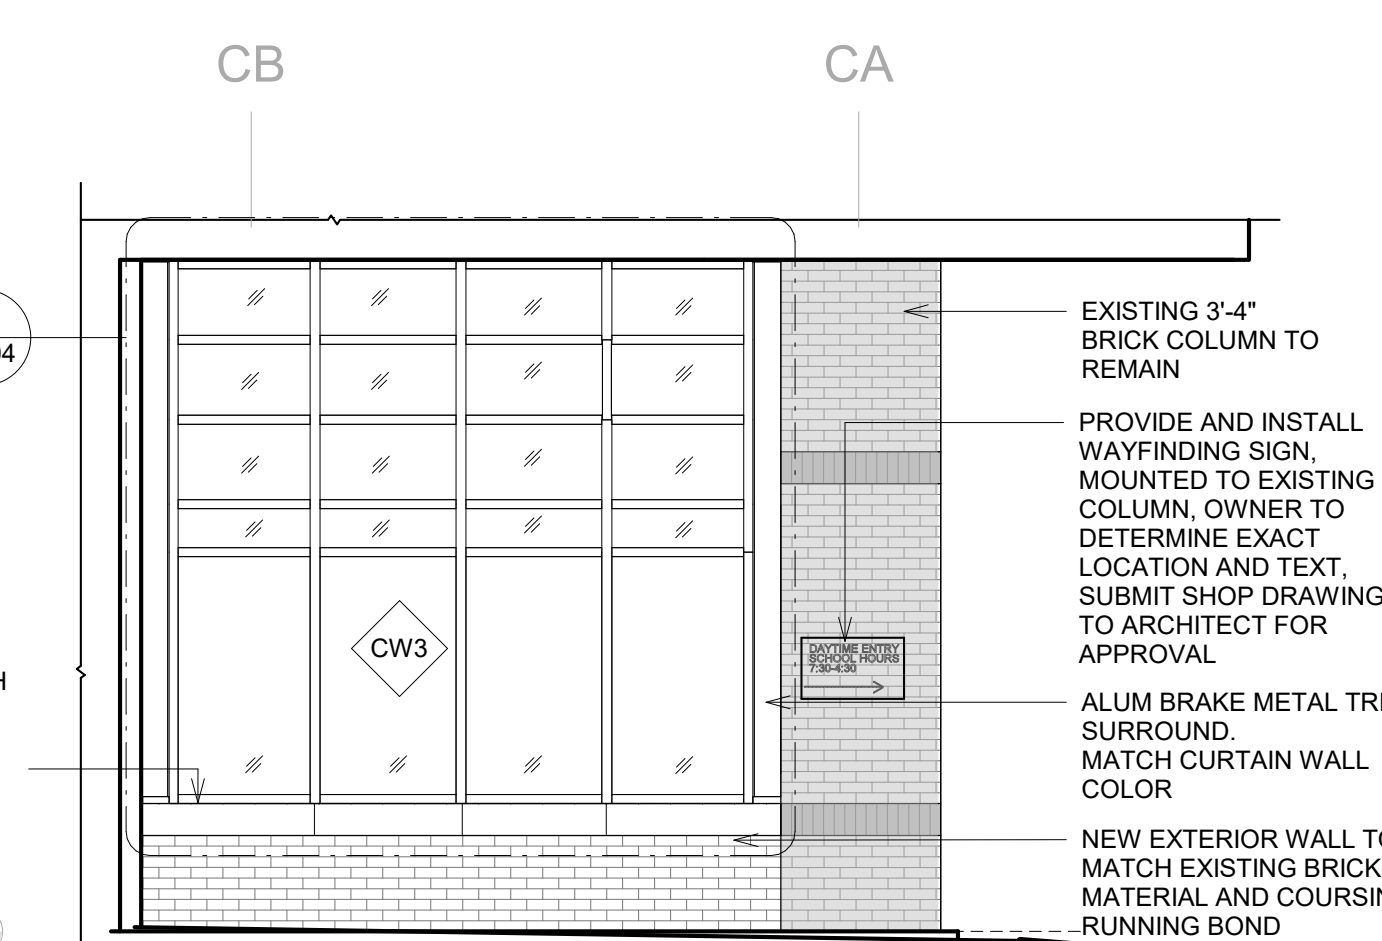 CB
CA
04
EXISTING 3'-4"
BRICK COLUMN TO
REMAIN
PROVIDE AND INSTALL
WAYFINDING SIGN,
MOUNTED TO EXISTING
COLUMN, OWNER TO
DETERMINE EXACT
LOCATION AND TEXT,
SUBMIT SHOP DRAWING
TO ARCHITECT FOR
APPROVAL
CW3
DAYTIME ENTRY
SCHOOL HOURS
7:30-4:30
H
ALUM BRAKE METAL
SURROUND.
MATCH CURTAIN WALL
COLOR
NEW EXTERIOR WALL
MATCH EXISTING BRICK
MATERIAL AND
RUNNING BOND